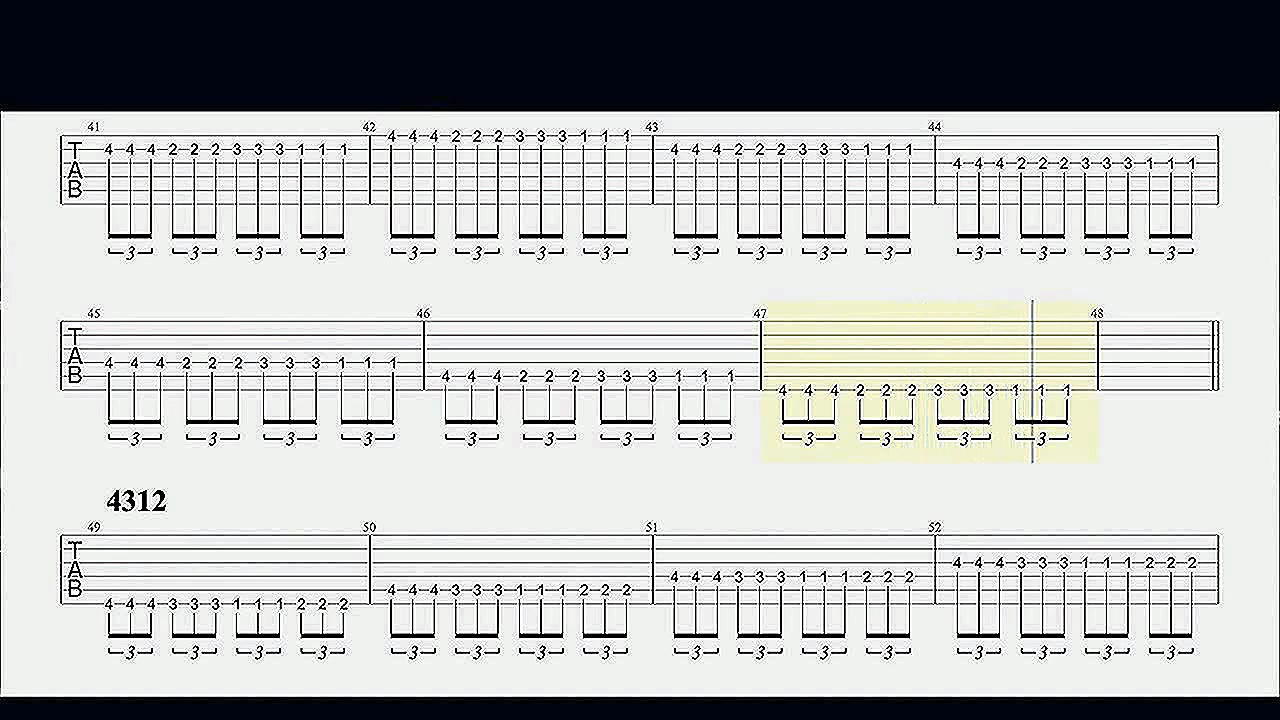 41 42 43 44
4 4 4 2 2 2 3 3 3 1 1 1 4 4 4 2 2 2 3 3 3 1 1 1 4 4 4 2 2 2 3 3 3 1 1 1 4 4 4 2 2 2 3 3 3 1 1 1
TAB
3 3 3 3 3 3 3 3 3 3 3 3 3 3 3 3
45 46 47 48
4 4 4 2 2 2 3 3 3 1 1 1 4 4 4 2 2 2 3 3 3 1 1 1 4 4 4 2 2 2 3 3 3 1 1 1
TAB
3 3 3 3 3 3 3 3 3 3 3 3
4312
49 50 51 52
4 4 4 3 3 3 1 1 1 2 2 2 4 4 4 3 3 3 1 1 1 2 2 2 4 4 4 3 3 3 1 1 1 2 2 2 4 4 4 3 3 3 1 1 1 2 2 2
TAB
3 3 3 3 3 3 3 3 3 3 3 3 3 3 3 3